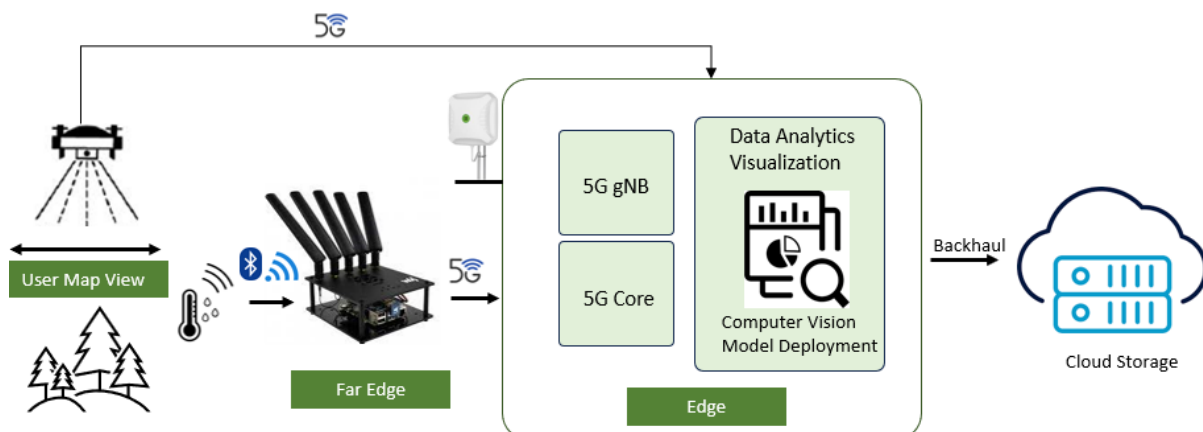 5G
User Map View
5G
Far Edge
5G gNB
5G Core
Data Analytics
Visualization
Computer Vision
Model Deployment
Edge
Backhaul
Cloud Storage